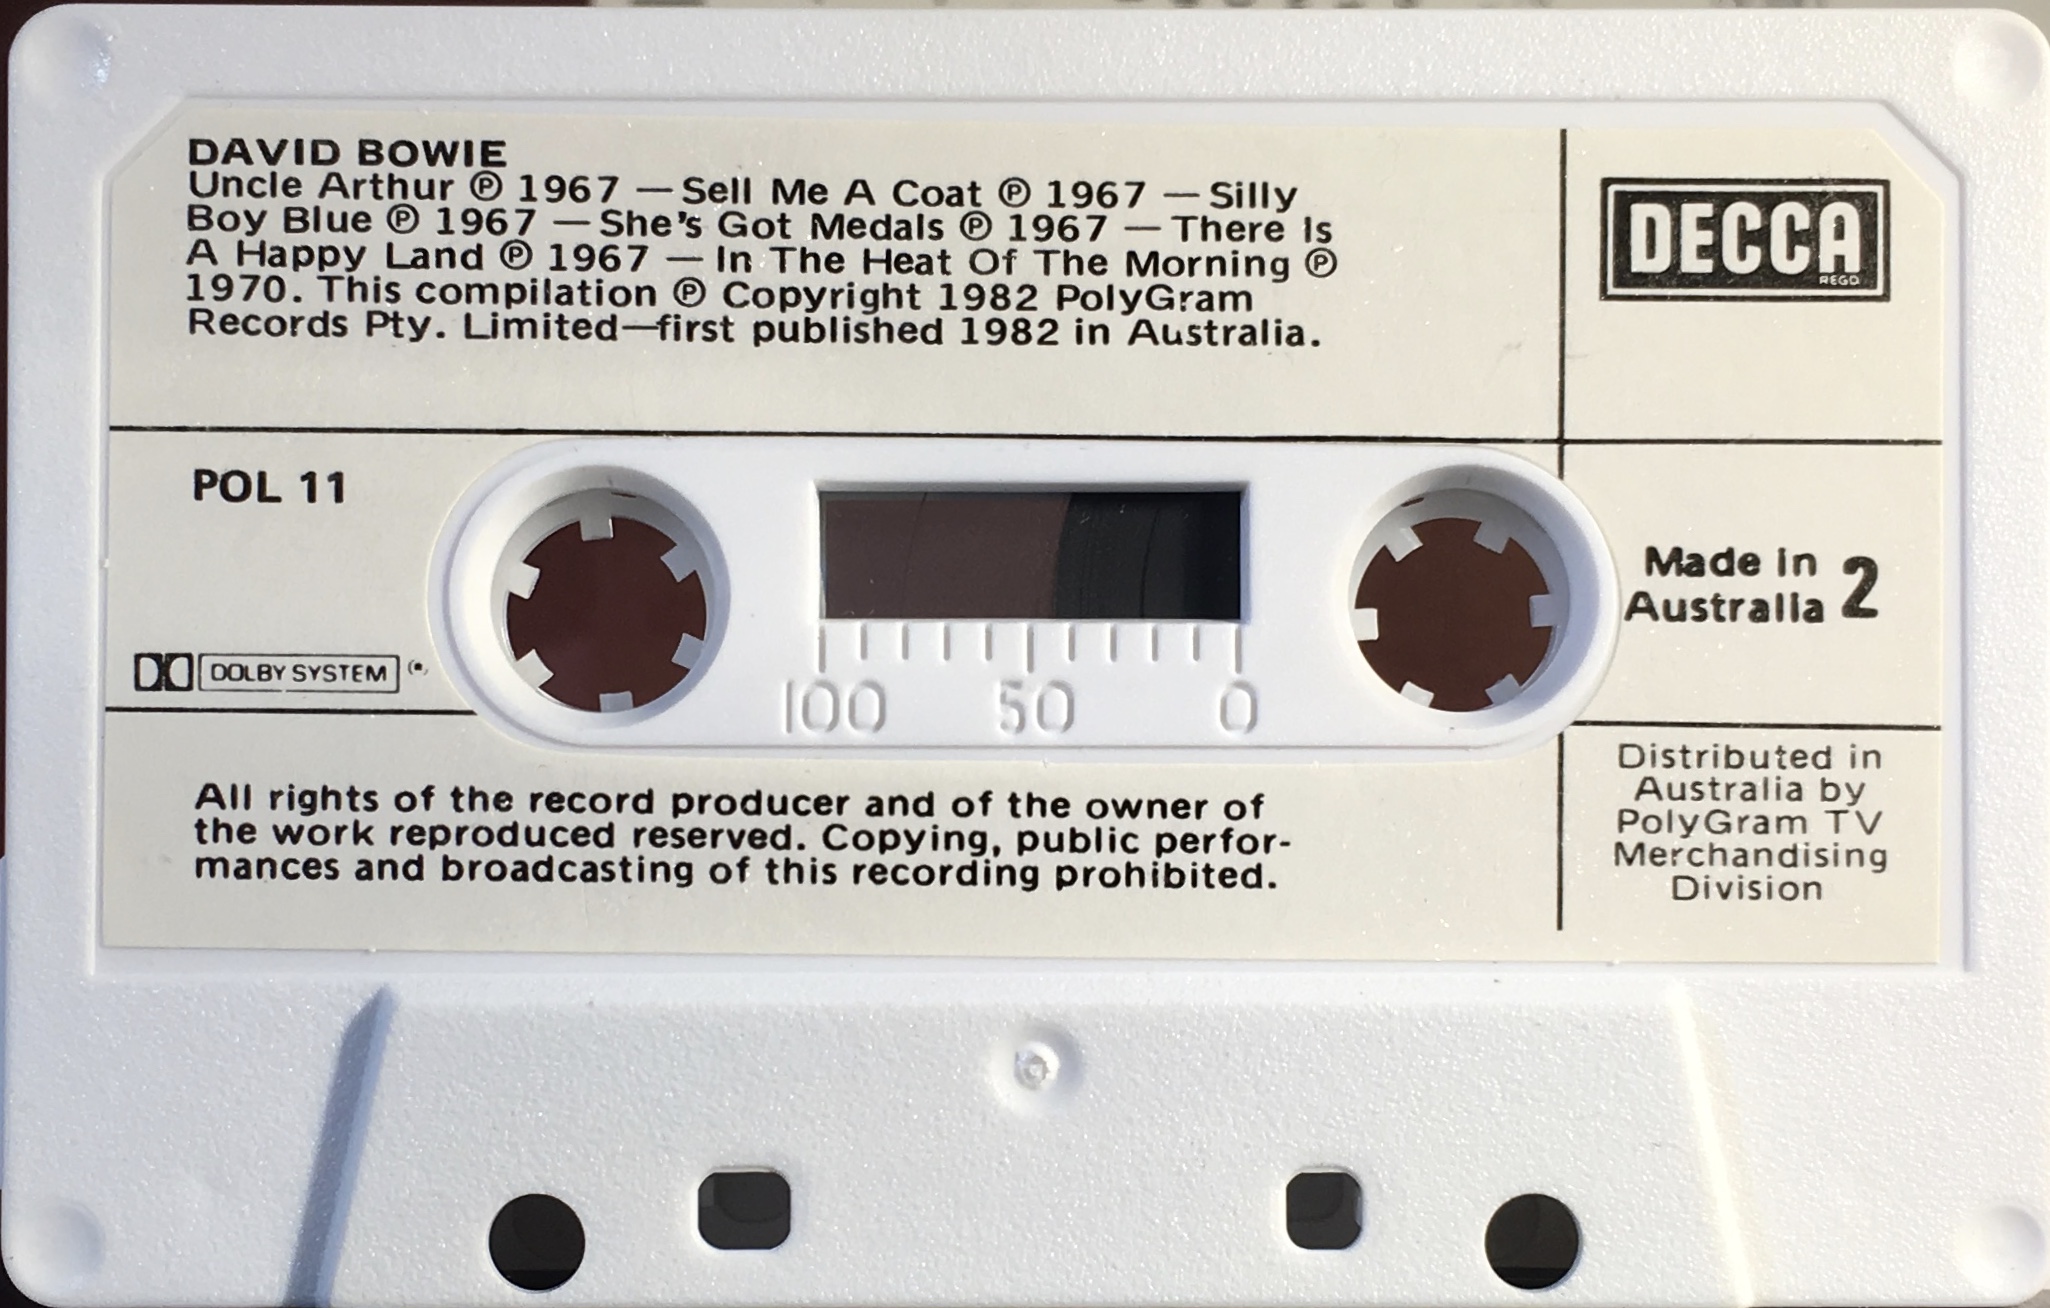 DAVID BOWIE
Uncle Arthur ℗ 1967 — Sell Me A Coat ℗ 1967 — Silly
Boy Blue ℗ 1967 — She's Got Medals ℗ 1967 — There Is
A Happy Land ℗ 1967 — In The Heat Of The Morning ℗
1970. This compilation ℗ Copyright 1982 PolyGram
Records Pty. Limited—first published 1982 in Australia.
DECCA
REGD.
POL 11
Made in
Australia
2
DOLBY SYSTEM
100 50 0
All rights of the record producer and of the owner of
the work reproduced reserved. Copying, public perfor-
mances and broadcasting of this recording prohibited.
Distributed in
Australia by
PolyGram TV
Merchandising
Division